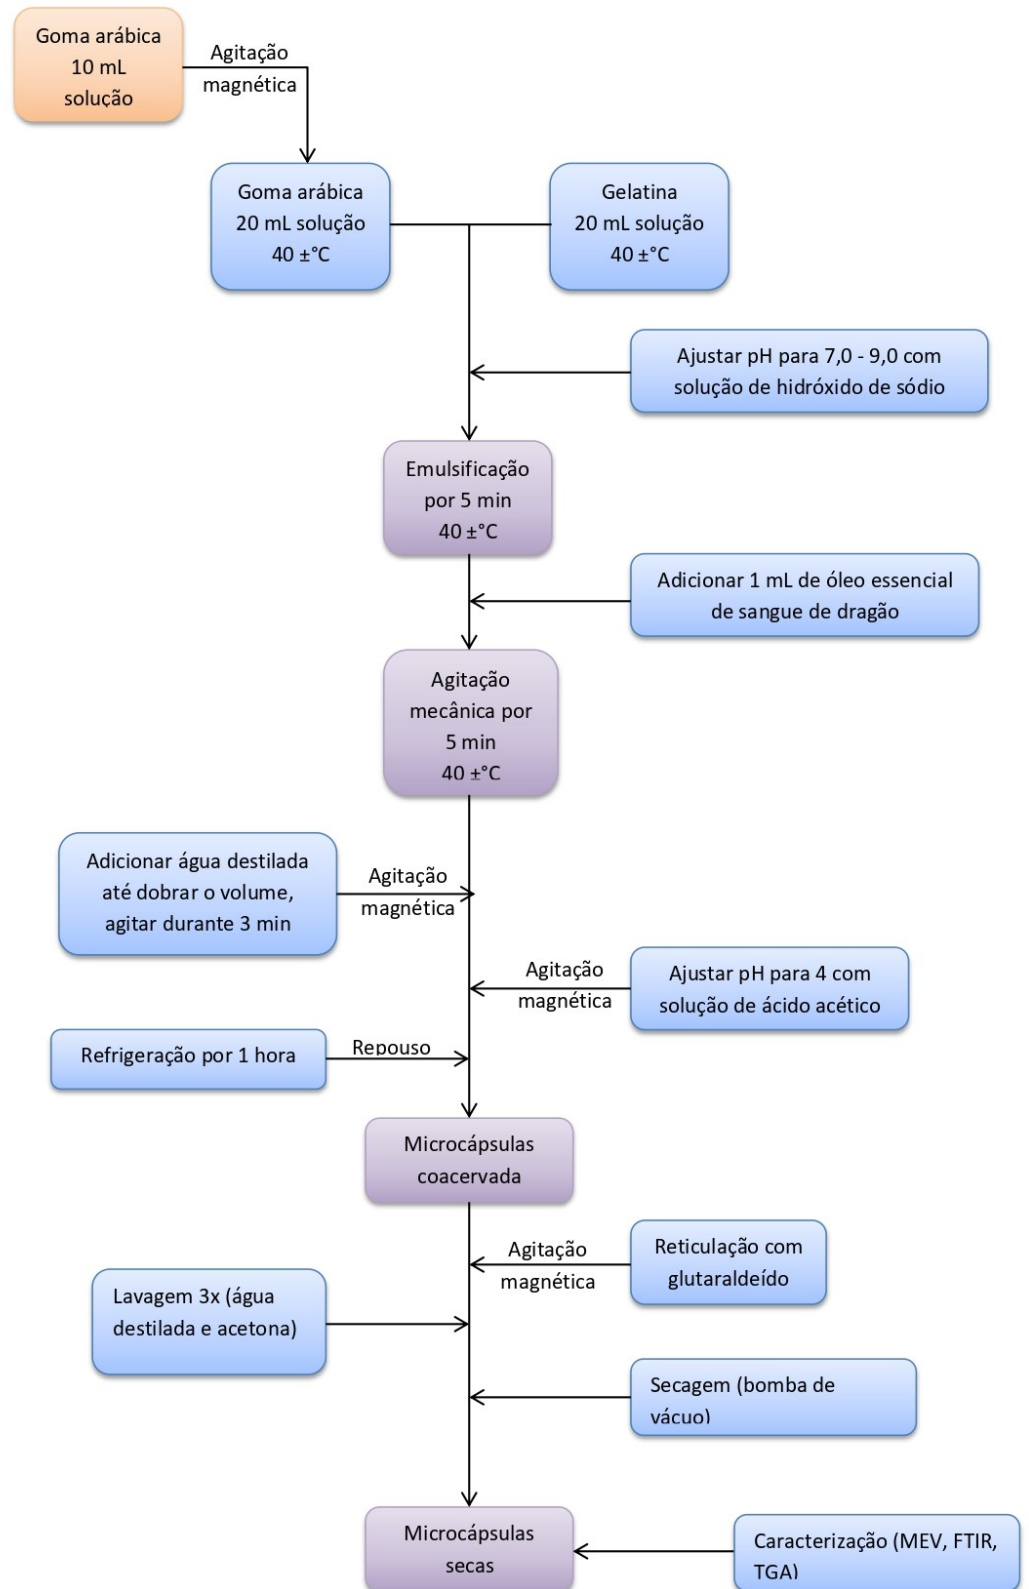 Goma arábica
10 mL
solução
Agitação
magnética
Goma arábica
20 mL solução
40 ±°C
Gelatina
20 mL solução
40 ±°C
Ajustar pH para 7,0 - 9,0 com
solução de hidróxido de sódio
Emulsificação
por 5 min
40 ±°C
Adicionar 1 mL de óleo essencial
de sangue de dragão
Agitação
mecânica por
5 min
40 ±°C
Adicionar água destilada
até dobrar o volume,
agitar durante 3 min
Agitação
magnética
Agitação
magnética
Ajustar pH para 4 com
solução de ácido acético
Refrigeração por 1 hora
Repouso
Microcápsulas
coacervada
Agitação
magnética
Reticulação com
glutaraldeído
Lavagem 3x (água
destilada e acetona)
Secagem (bomba de
vácuo)
Microcápsulas
secas
Caracterização (MEV, FTIR,
TGA)